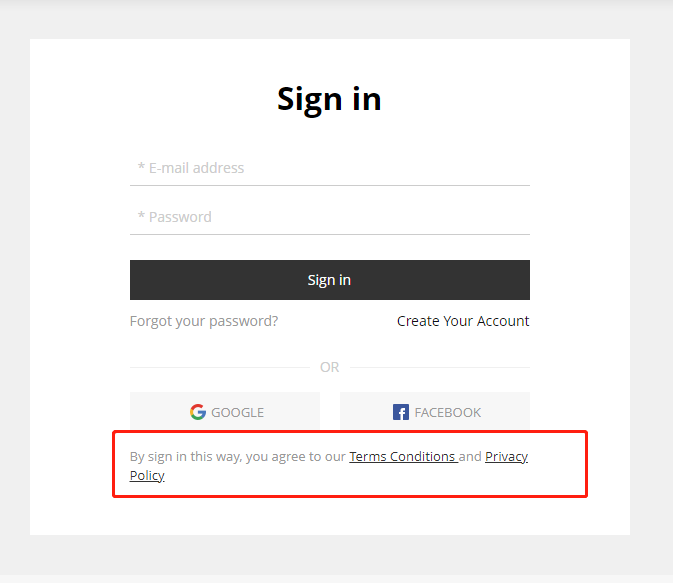 Sign in
* E-mail address
* Password
Sign in
Forgot your password? Create Your Account
OR
GOOGLE FACEBOOK
By sign in this way, you agree to our Terms Conditions and Privacy
Policy